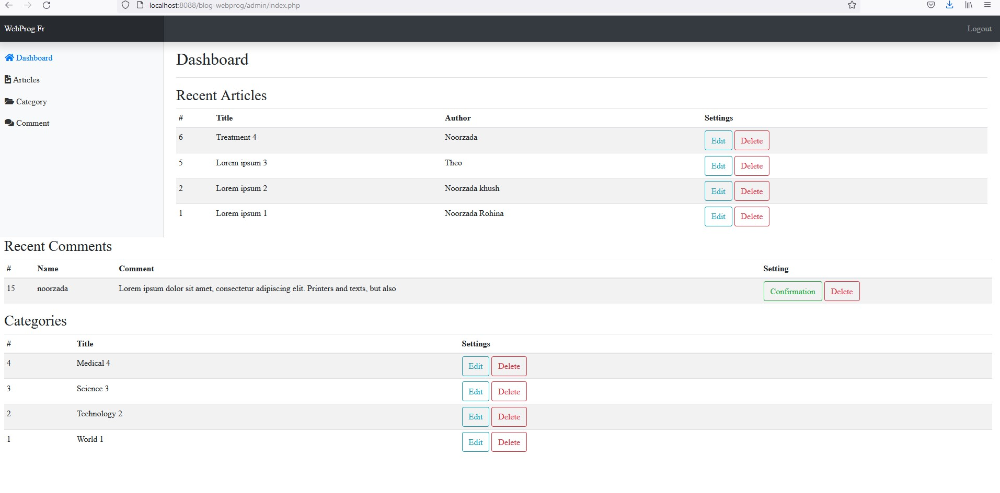 localhost:8088/blog-webprog/admin/index.php
WebProg.Fr Logout
Dashboard
Articles
Category
Comment
Dashboard
Recent Articles
# Title Author Settings
6 Treatment 4 Noorzada Edit Delete
5 Lorem ipsum 3 Theo Edit Delete
2 Lorem ipsum 2 Noorzada khush Edit Delete
1 Lorem ipsum 1 Noorzada Rohina Edit Delete
Recent Comments
# Name Comment Setting
15 noorzada Lorem ipsum dolor sit amet, consectetur adipiscing elit. Printers and texts, but also Confirmation Delete
Categories
# Title Settings
4 Medical 4 Edit Delete
3 Science 3 Edit Delete
2 Technology 2 Edit Delete
1 World 1 Edit Delete